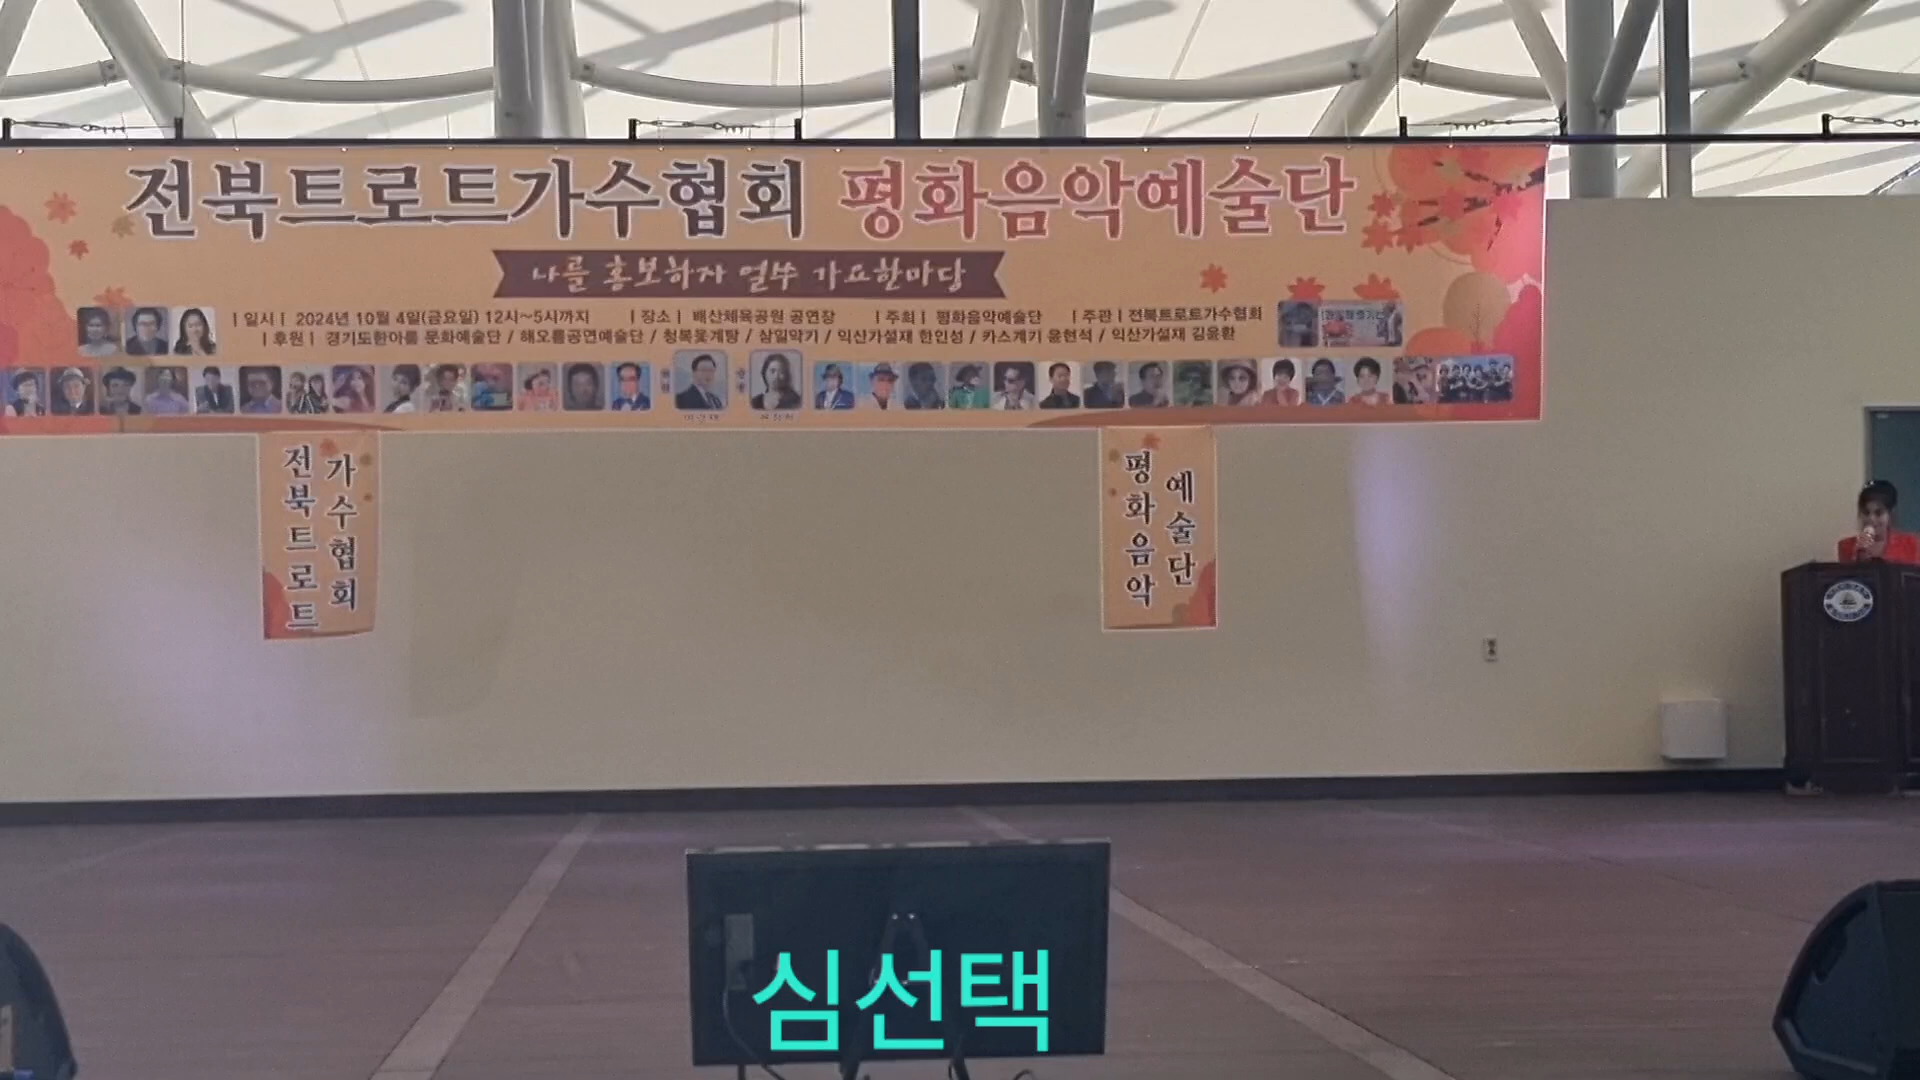 전북트로트가수협회 평화음악예술단
나를 홍보하자 열쭈 가요한마당
| 일시 | 2024년 10월 4일(금요일) 12시~5시까지 | 장소 | 배산체육공원 공연장 | 주최 | 평화음악예술단 | 주관 | 전북트로트가수협회
| 후원 | 경기도한아름 문화예술단 / 해오름공연예술단 / 청북꽃게탕 / 삼일악기 / 익산가설재 한인성 / 카스계기 윤현석 / 익산가설재 김윤환
전북트로트
가수협회
평화음악
예술단
심선택